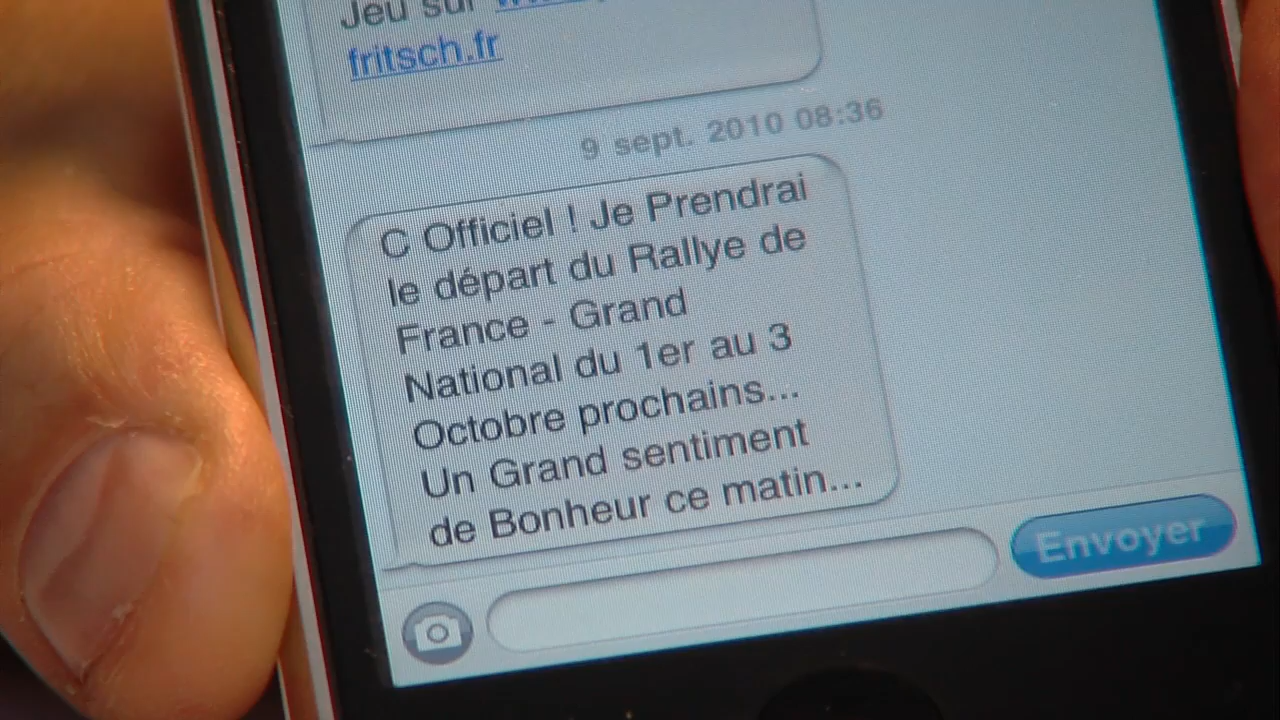 Jeu sur
fritsch.fr
9 sept. 2010 08:36
C Officiel ! Je Prendrai
le départ du Rallye de
France - Grand
National du 1er au 3
Octobre prochains...
Un Grand sentiment
de Bonheur ce matin...
Envoyer